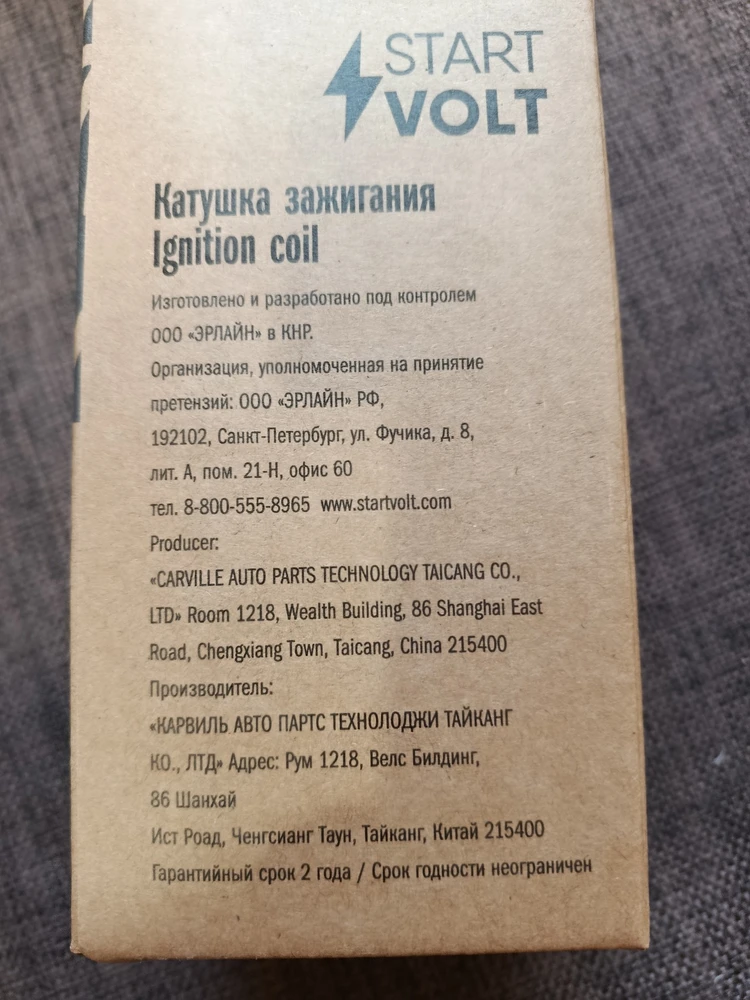 START
VOLT
Катушка зажигания
Ignition coil
Изготовлено и разработано под контролем
ООО «ЭРЛАЙН» в КНР.
Организация, уполномоченная на принятие
претензий: ООО «ЭРЛАЙН» РФ,
192102, Санкт-Петербург, ул. Фучика, д. 8,
лит. А, пом. 21-Н, офис 60
тел. 8-800-555-8965 www.startvolt.com
Producer:
«CARVILLE AUTO PARTS TECHNOLOGY TAICANG CO.,
LTD» Room 1218, Wealth Building, 86 Shanghai East
Road, Chengxiang Town, Taicang, China 215400
Производитель:
«КАРВИЛЬ АВТО ПАРТС ТЕХНОЛОДЖИ ТАЙКАНГ
КО., ЛТД» Адрес: Рум 1218, Велс Билдинг,
86 Шанхай
Ист Роад, Ченгсианг Таун, Тайканг, Китай 215400
Гарантийный срок 2 года / Срок годности неограничен